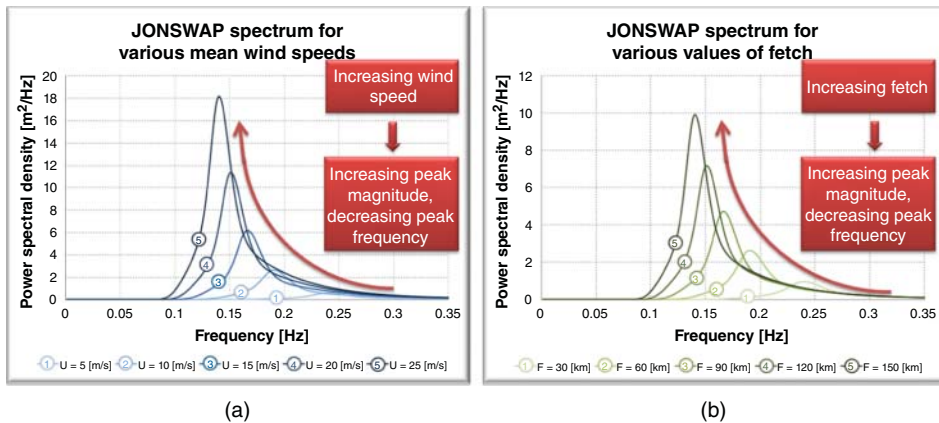 JONSWAP spectrum for
various mean wind speeds
Power spectral density [m²/Hz]
20
18
16
14
12
10
8
6
4
2
0
Increasing wind
speed
Increasing peak
magnitude,
decreasing peak
frequency
5
4
3
2
1
0 0.05 0.1 0.15 0.2 0.25 0.3 0.35
Frequency [Hz]
1 U = 5 [m/s] 2 U = 10 [m/s] 3 U = 15 [m/s] 4 U = 20 [m/s] 5 U = 25 [m/s]
(a)
JONSWAP spectrum for
various values of fetch
Power spectral density [m²/Hz]
12
10
8
6
4
2
0
Increasing fetch
Increasing peak
magnitude,
decreasing peak
frequency
5
4
3
2
1
0 0.05 0.1 0.15 0.2 0.25 0.3 0.35
Frequency [Hz]
1 F = 30 [km] 2 F = 60 [km] 3 F = 90 [km] 4 F = 120 [km] 5 F = 150 [km]
(b)